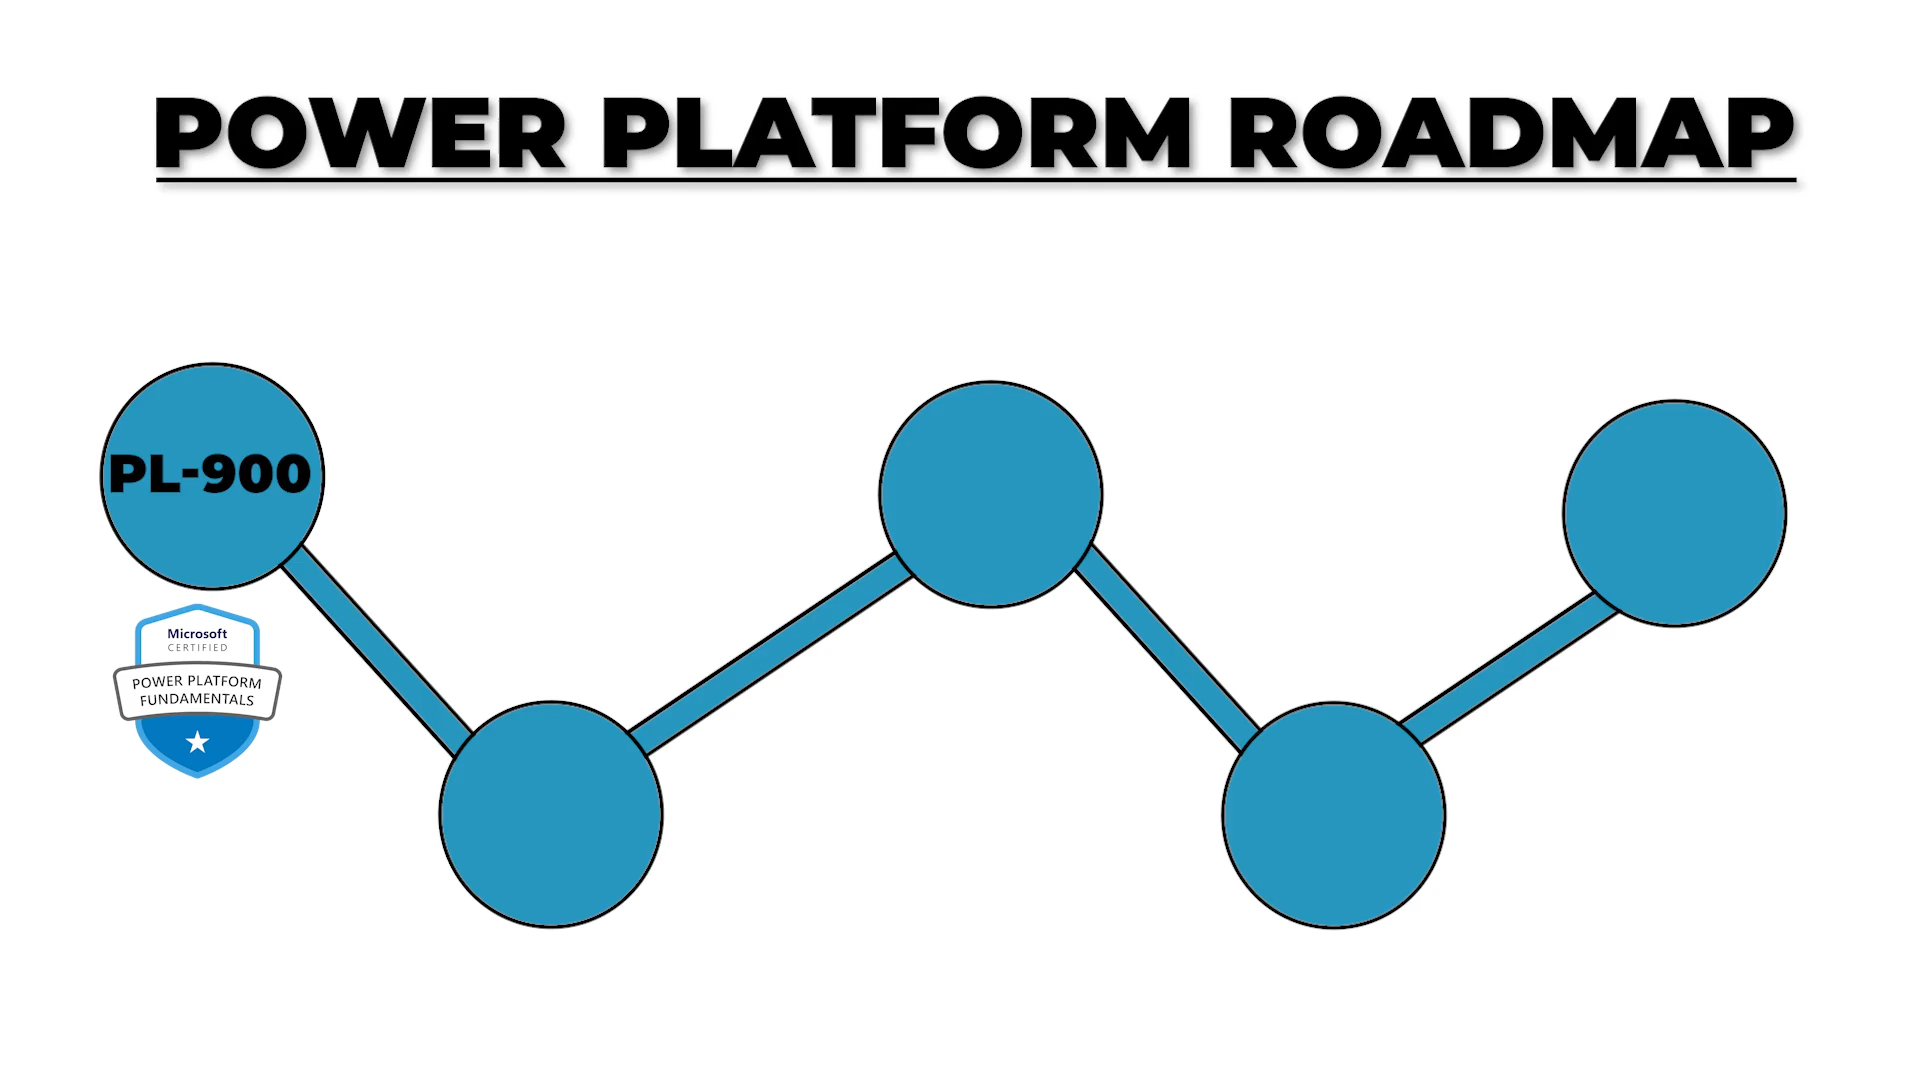 POWER PLATFORM ROADMAP
PL-900
Microsoft
CERTIFIED
POWER PLATFORM
FUNDAMENTALS